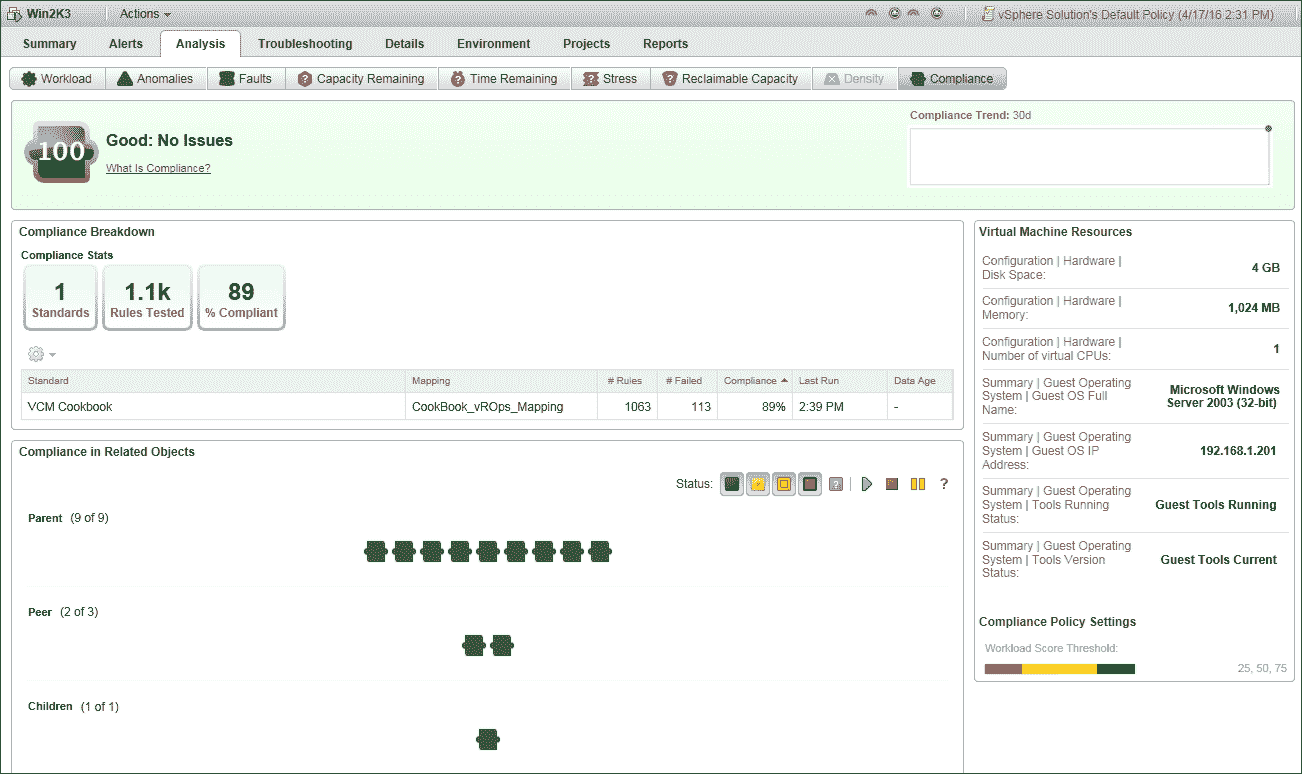 Win2K3 Actions vSphere Solution's Default Policy (4/17/16 2:31 PM)
Summary Alerts Analysis Troubleshooting Details Environment Projects Reports
Workload Anomalies Faults Capacity Remaining Time Remaining Stress Reclaimable Capacity Density Compliance
100
Good: No Issues
What Is Compliance?
Compliance Trend: 30d
Compliance Breakdown
Compliance Stats
1 1.1k 89
Standards Rules Tested % Compliant
Standard Mapping # Rules # Failed Compliance Last Run Data Age
VCM Cookbook CookBook_vROps_Mapping 1063 113 89% 2:39 PM -
Compliance in Related Objects
Status: ? ?
Parent (9 of 9)
Peer (2 of 3)
Children (1 of 1)
Virtual Machine Resources
Configuration | Hardware |
Disk Space:
4 GB
Configuration | Hardware |
Memory:
1,024 MB
Configuration | Hardware |
Number of virtual CPUs:
1
Summary | Guest Operating
System | Guest OS Full
Name:
Microsoft Windows
Server 2003 (32-bit)
Summary | Guest Operating
System | Guest OS IP
Address:
192.168.1.201
Summary | Guest Operating
System | Tools Running
Status:
Guest Tools Running
Summary | Guest Operating
System | Tools Version
Status:
Guest Tools Current
Compliance Policy Settings
Workload Score Threshold:
25, 50, 75